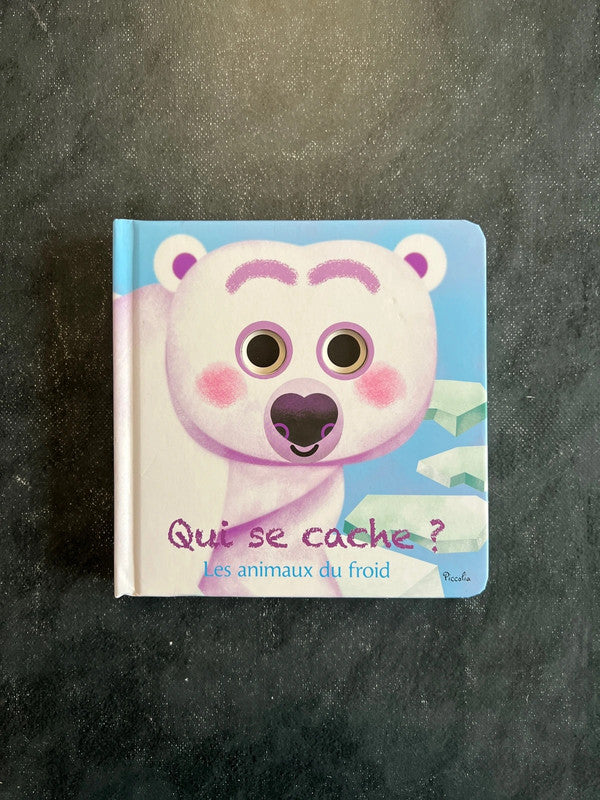 Qui se cache ?
Les animaux du froid
Piccolia